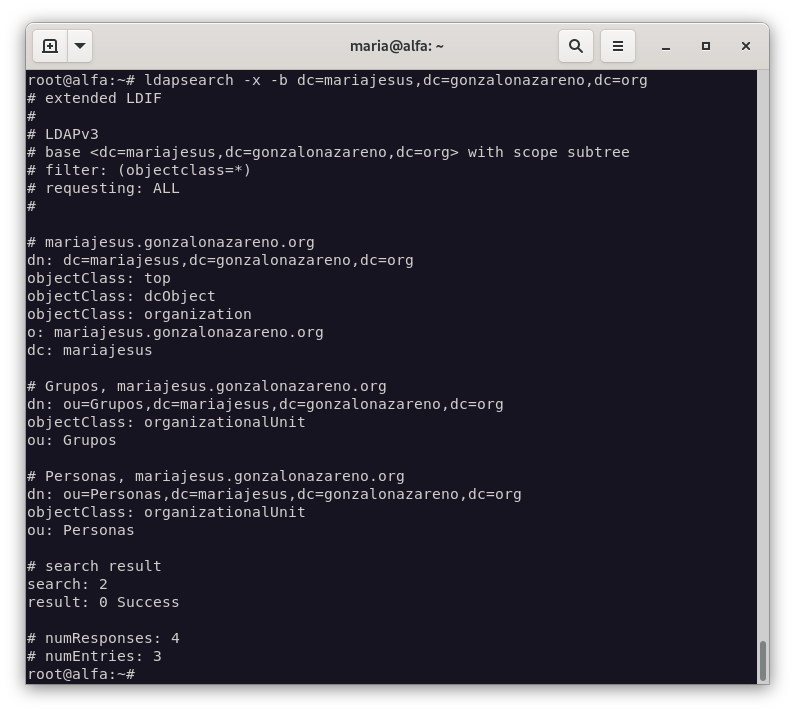 maria@alfa: ~
root@alfa:~# ldapsearch -x -b dc=mariajesus,dc=gonzalonazareno,dc=org
# extended LDIF
#
# LDAPv3
# base <dc=mariajesus,dc=gonzalonazareno,dc=org> with scope subtree
# filter: (objectclass=*)
# requesting: ALL
#

# mariajesus.gonzalonazareno.org
dn: dc=mariajesus,dc=gonzalonazareno,dc=org
objectClass: top
objectClass: dcObject
objectClass: organization
o: mariajesus.gonzalonazareno.org
dc: mariajesus

# Grupos, mariajesus.gonzalonazareno.org
dn: ou=Grupos,dc=mariajesus,dc=gonzalonazareno,dc=org
objectClass: organizationalUnit
ou: Grupos

# Personas, mariajesus.gonzalonazareno.org
dn: ou=Personas,dc=mariajesus,dc=gonzalonazareno,dc=org
objectClass: organizationalUnit
ou: Personas

# search result
search: 2
result: 0 Success

# numResponses: 4
# numEntries: 3
root@alfa:~#